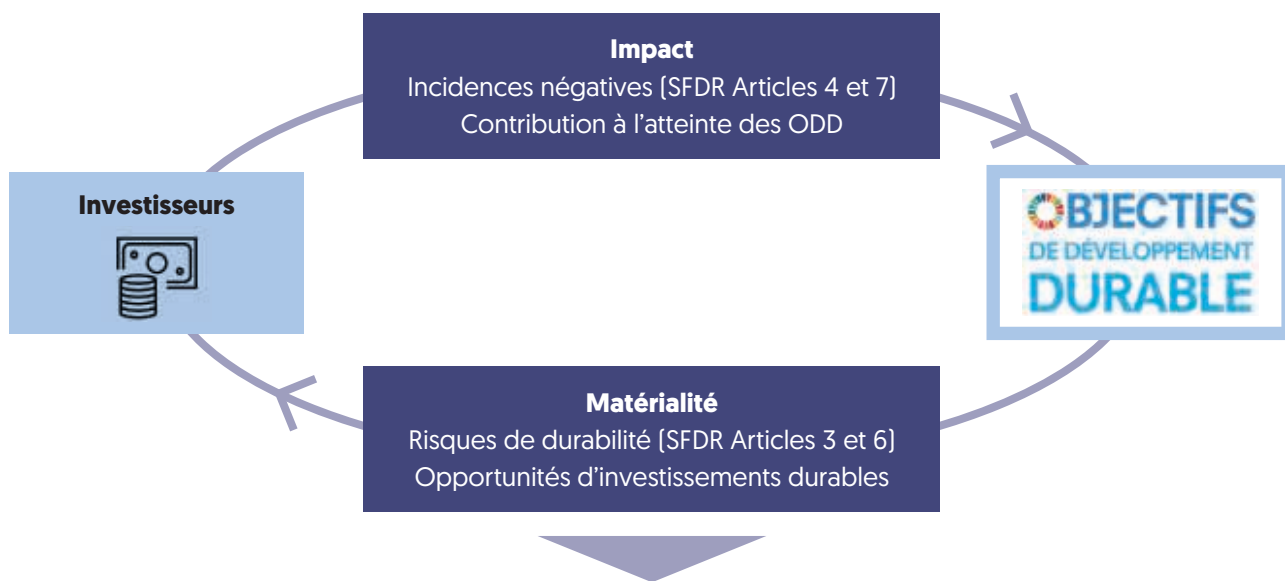 Impact
Incidences négatives (SFDR Articles 4 et 7)
Contribution à l’atteinte des ODD
Investisseurs
OBJECTIFS
DE DÉVELOPPEMENT
DURABLE
Matérialité
Risques de durabilité (SFDR Articles 3 et 6)
Opportunités d’investissements durables